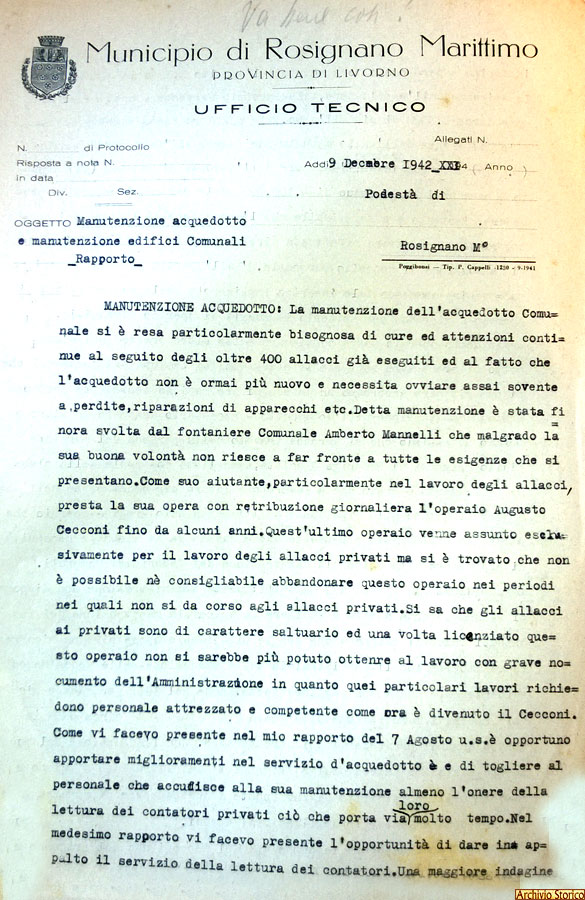 Va bene così!
Municipio di Rosignano Marittimo
PROVINCIA DI LIVORNO
UFFICIO TECNICO
N. di Protocollo
Allegati N.
Risposta a nota N.
Addì 9 Decembre 1942 XXI 194 ( Anno )
in data
Div. Sez.
Podestà di
OGGETTO Manutenzione acquedotto
e manutenzione edifici Comunali
_Rapporto_
Rosignano Mº
Poggibonsi — Tip. P. Cappelli -1250 - 9-1941
MANUTENZIONE ACQUEDOTTO: La manutenzione dell'acquedotto Comu=
nale si è resa particolarmente bisognosa di cure ed attenzioni conti=
nue al seguito degli oltre 400 allacci già eseguiti ed al fatto che
l'acquedotto non è ormai più nuovo e necessita ovviare assai sovente
a,perdite,riparazioni di apparecchi etc.Detta manutenzione è stata fi=
nora svolta dal fontaniere Comunale Amberto Mannelli che malgrado la
sua buona volontà non riesce a far fronte a tutte le esigenze che si
presentano.Come suo aiutante,particolarmente nel lavoro degli allacci,
presta la sua opera con retribuzione giornaliera l'operaio Augusto
Cecconi fino da alcuni anni.Quest'ultimo operaio venne assunto esclu=
sivamente per il lavoro degli allacci privati ma si è trovato che non
è possibile nè consigliabile abbandonare questo operaio nei periodi
nei quali non si da corso agli allacci privati.Si sa che gli allacci
ai privati sono di carattere saltuario ed una volta licenziato que=
sto operaio non si sarebbe più potuto ottenre al lavoro con grave no=
cumento dell'Amministrazione in quanto quei particolari lavori richie=
dono personale attrezzato e competente come ora è divenuto il Cecconi.
Come vi facevo presente nel mio rapporto del 7 Agosto u.s.è opportuno
apportare miglioramenti nel servizio d'acquedotto e di togliere al
personale che accudisce alla sua manutenzione almeno l'onere della
lettura dei contatori privati ciò che porta via loro molto tempo.Nel
medesimo rapporto vi facevo presente l'opportunità di dare in ap=
palto il servizio della lettura dei contatori.Una maggiore indagine
Archivio Storico